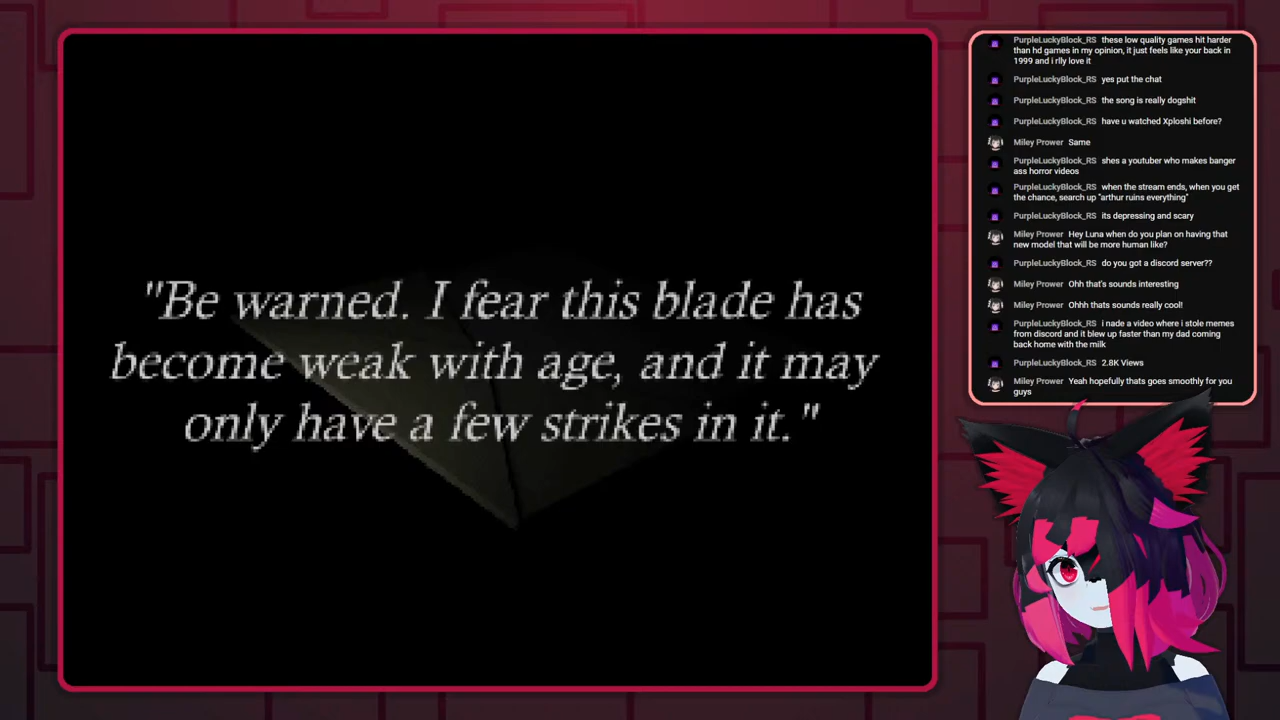 "Be warned. I fear this blade has
become weak with age, and it may
only have a few strikes in it."
PurpleLuckyBlock_RS these low quality games hit harder
than hd games in my opinion, it just feels like your back in
1999 and i rlly love it
PurpleLuckyBlock_RS yes put the chat
PurpleLuckyBlock_RS the song is really dogshit
PurpleLuckyBlock_RS have u watched Xploshi before?
Miley Prower Same
PurpleLuckyBlock_RS shes a youtuber who makes banger
ass horror videos
PurpleLuckyBlock_RS when the stream ends, when you get
the chance, search up "arthur ruins everything"
PurpleLuckyBlock_RS its depressing and scary
Miley Prower Hey Luna when do you plan on having that
new model that will be more human like?
PurpleLuckyBlock_RS do you got a discord server??
Miley Prower Ohh that's sounds interesting
Miley Prower Ohhh thats sounds really cool!
PurpleLuckyBlock_RS i nade a video where i stole memes
from discord and it blew up faster than my dad coming
back home with the milk
PurpleLuckyBlock_RS 2.8K Views
Miley Prower Yeah hopefully thats goes smoothly for you
guys